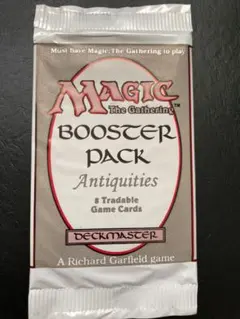 Must have Magic: The Gathering to play
MAGIC
The Gathering™
BOOSTER
PACK
Antiquities
8 Tradable
Game Cards
DECKMASTER
A Richard Garfield game